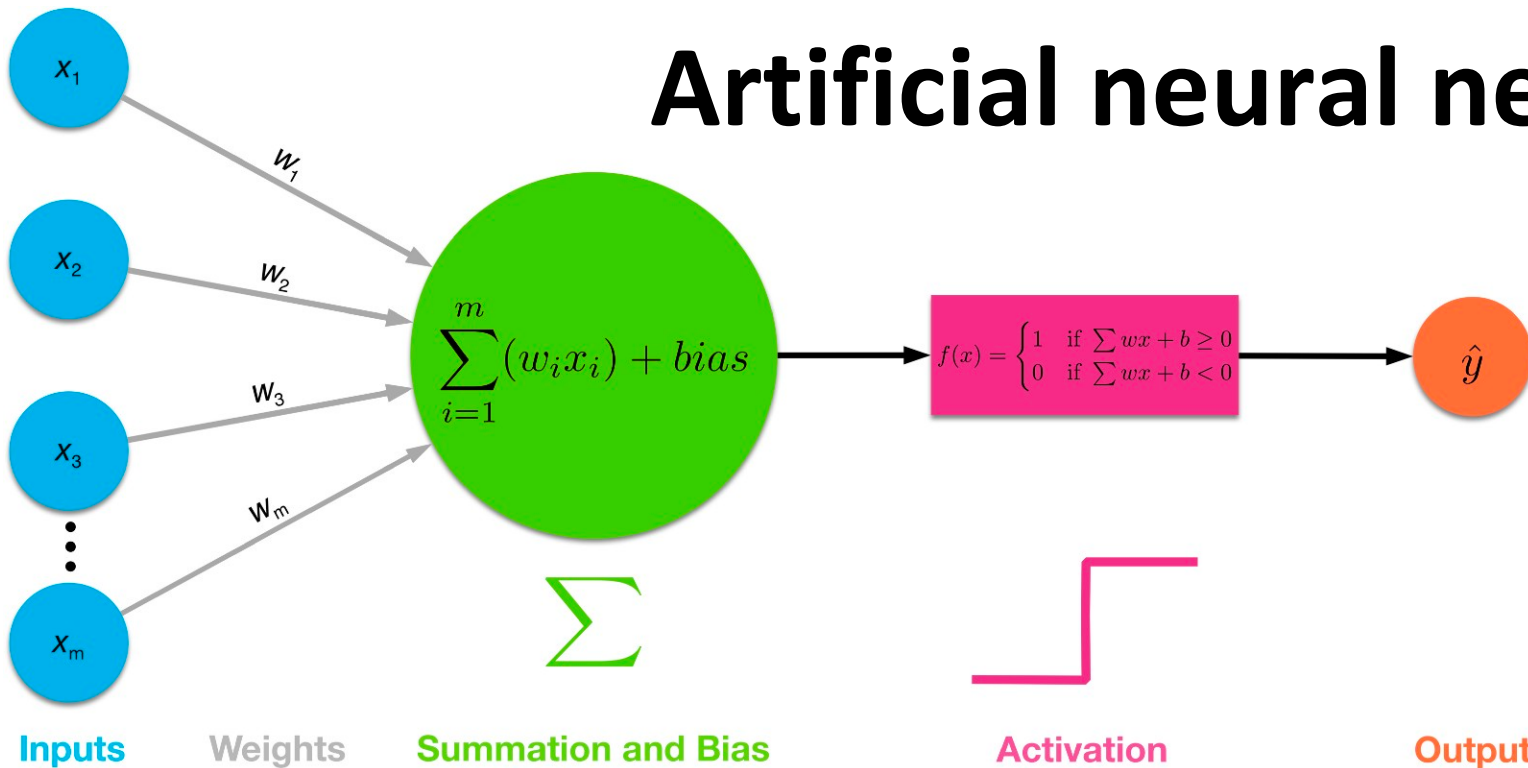 Artificial neural ne
x₁
w₁
x₂
w₂
x₃
w₃
xₘ
wₘ
∑ᵢ₌₁ᵐ(wᵢxᵢ) + bias
f(x) = {1 if ∑ wx + b ≥ 0
0 if ∑ wx + b < 0
ŷ
∑
Inputs Weights Summation and Bias Activation Output